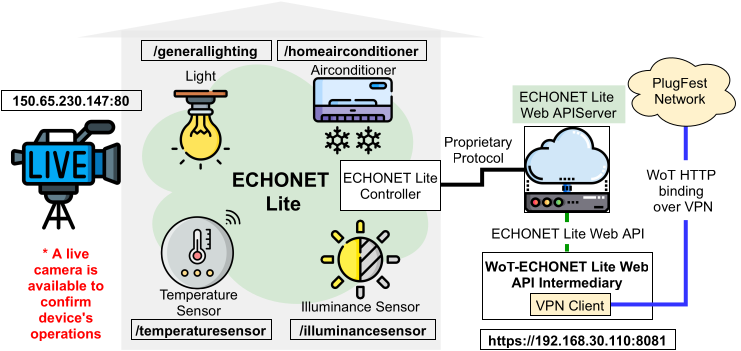 /generallighting
/homeairconditioner
Light
Airconditioner
150.65.230.147:80
LIVE
* A live
camera is
available to
confirm
device's
operations
ECHONET
Lite
ECHONET Lite
Controller
Temperature
Sensor
/temperaturesensor
Illuminance Sensor
/illuminancesensor
Proprietary
Protocol
ECHONET Lite
Web APIServer
PlugFest
Network
WoT HTTP
binding
over VPN
ECHONET Lite Web API
WoT-ECHONET Lite Web
API Intermediary
VPN Client
https://192.168.30.110:8081